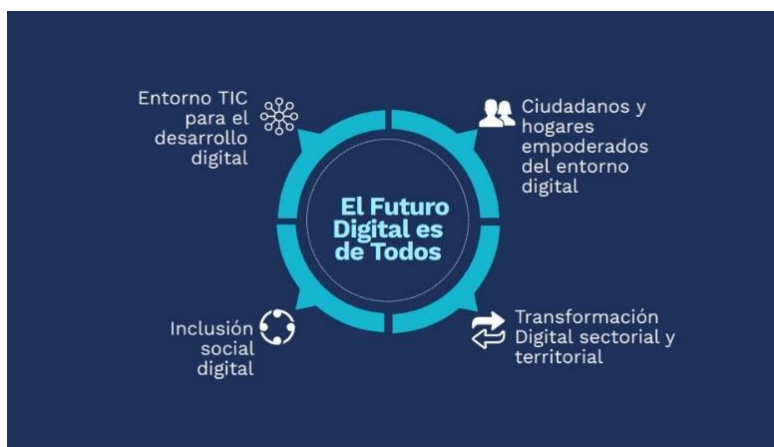 Entorno TIC
para el
desarrollo
digital
Ciudadanos y
hogares
empoderados
del entorno
digital
El Futuro
Digital es
de Todos
Inclusión
social
digital
Transformación
Digital sectorial y
territorial